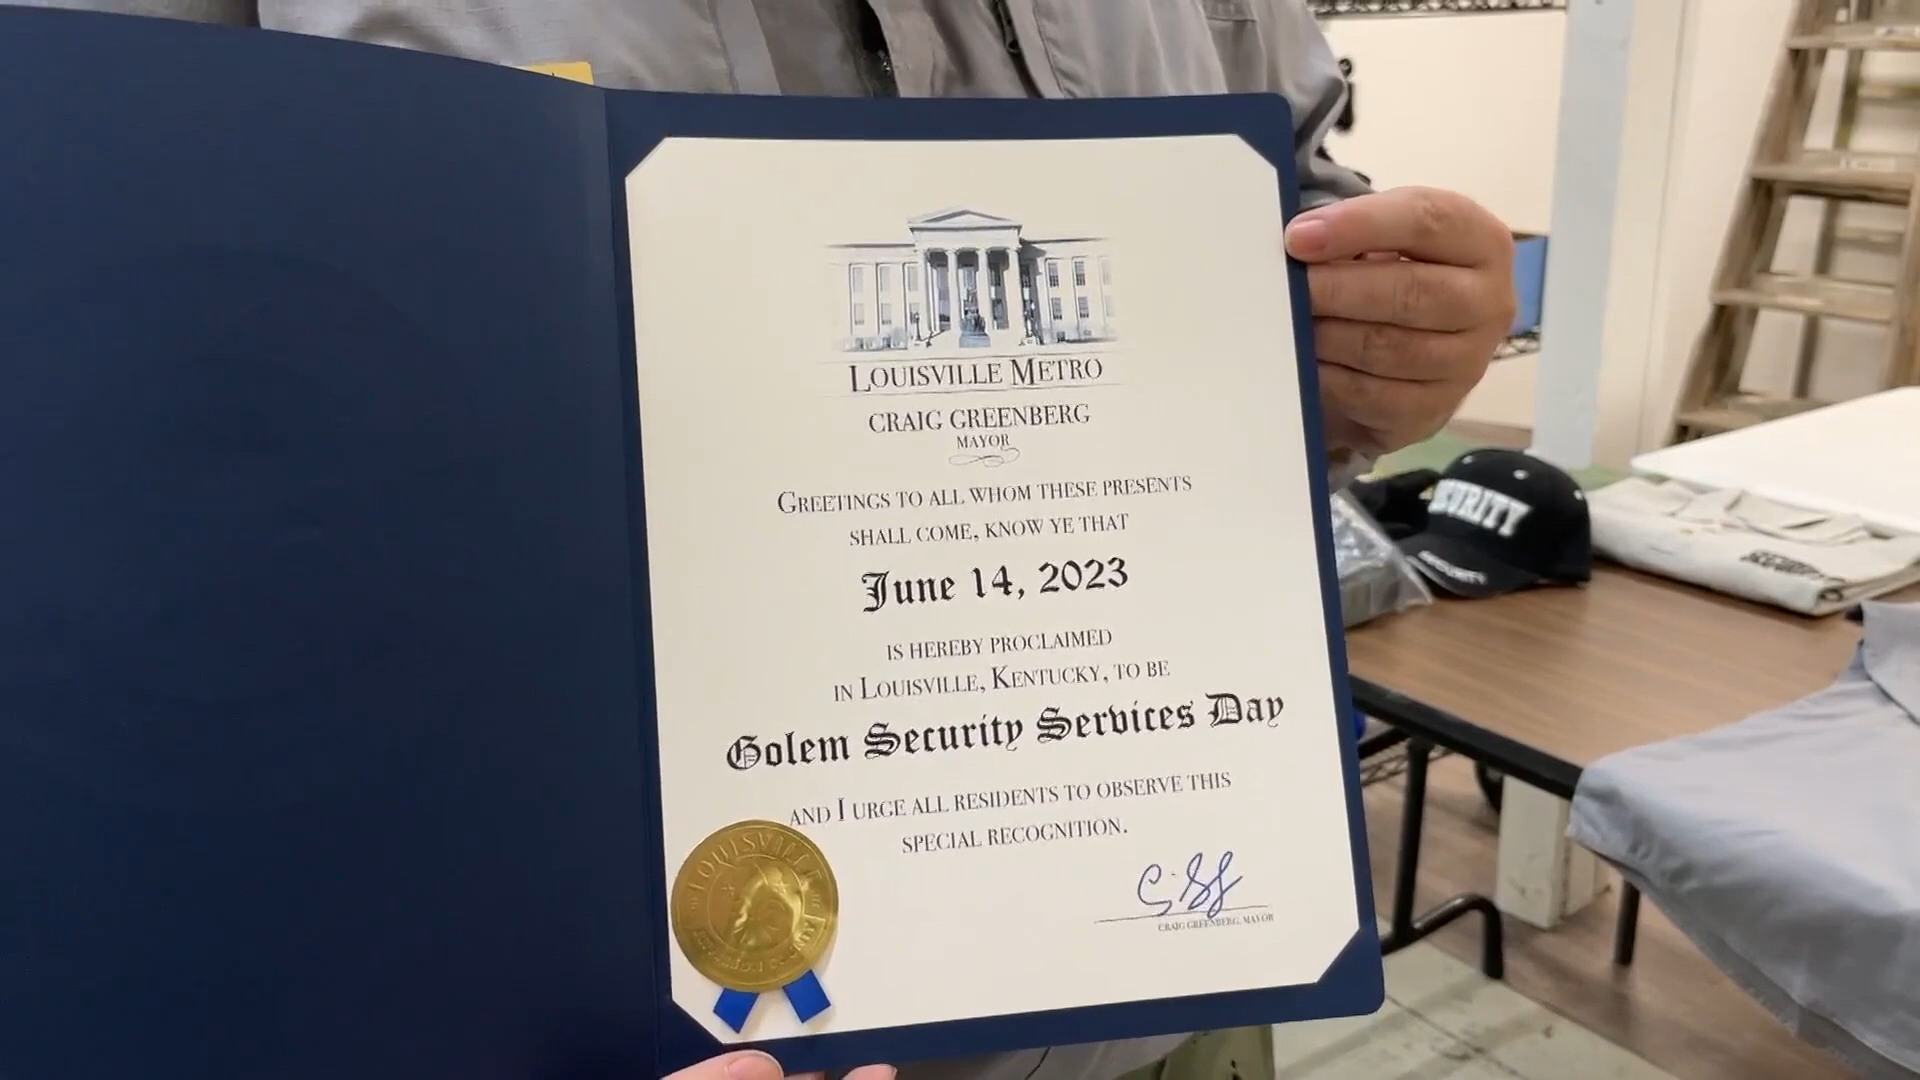 LOUISVILLE METRO
CRAIG GREENBERG
MAYOR
GREETINGS TO ALL WHOM THESE PRESENTS
SHALL COME, KNOW YE THAT
June 14, 2023
IS HEREBY PROCLAIMED
IN LOUISVILLE, KENTUCKY, TO BE
Golem Security Services Day
AND I URGE ALL RESIDENTS TO OBSERVE THIS
SPECIAL RECOGNITION.
CRAIG GREENBERG, MAYOR
LOUISVILLE
SECURITY